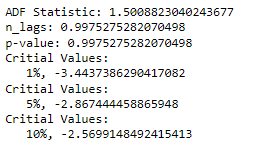 ADF Statistic: 1.5008823040243677
n_lags: 0.9975275282070498
p-value: 0.9975275282070498
Critial Values:
   1%, -3.4437386290417082
Critial Values:
   5%, -2.867444458865948
Critial Values:
   10%, -2.5699148492415413